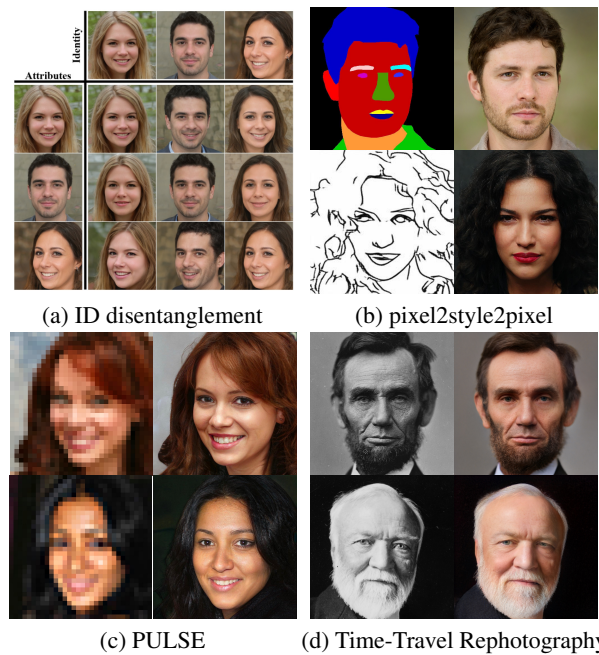 Identity
Attributes
(a) ID disentanglement
(b) pixel2style2pixel
(c) PULSE
(d) Time-Travel Rephotography